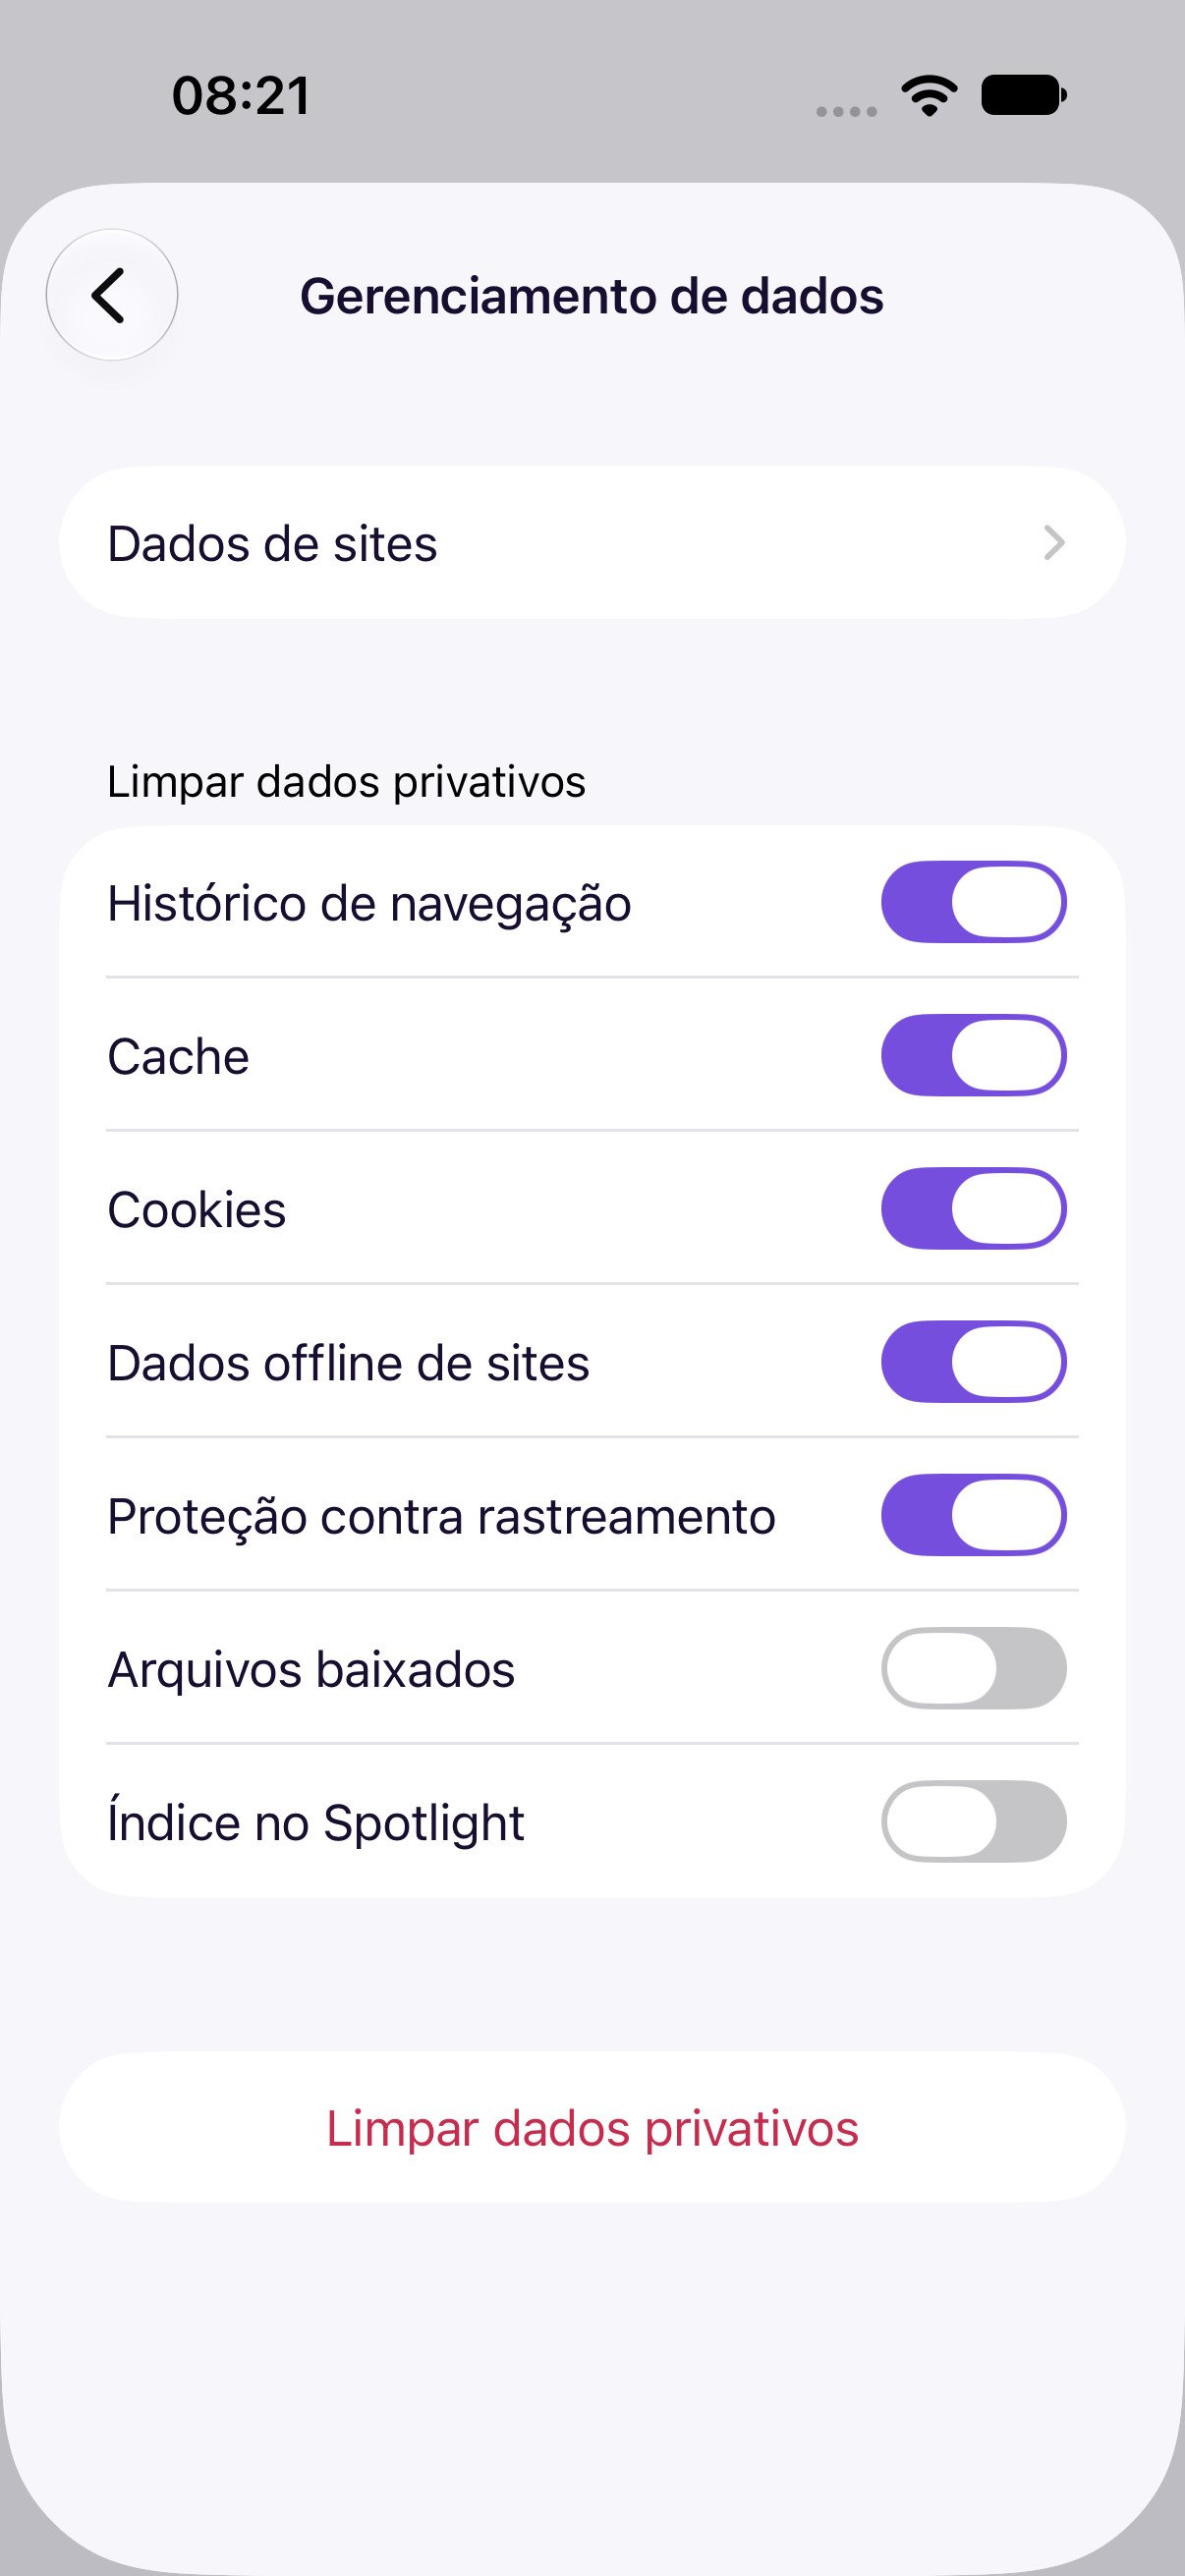 08:21
Gerenciamento de dados
Dados de sites
Limpar dados privativos
Histórico de navegação
Cache
Cookies
Dados offline de sites
Proteção contra rastreamento
Arquivos baixados
Índice no Spotlight
Limpar dados privativos